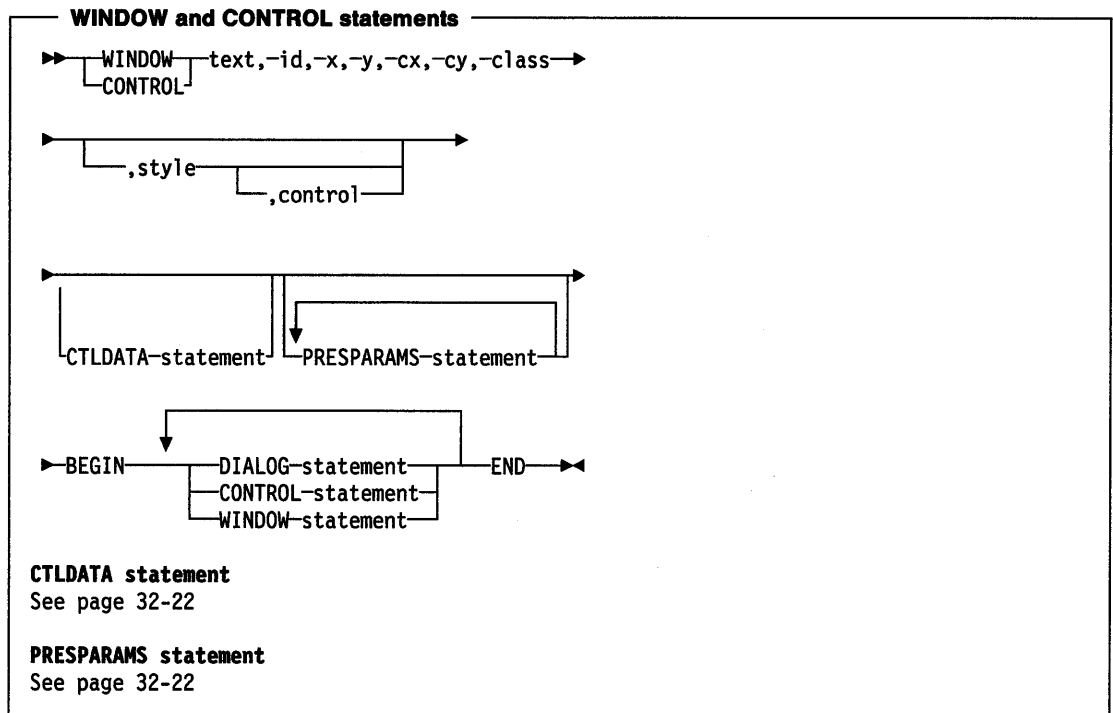 WINDOW and CONTROL statements
WINDOW text, id, x, y, cx, cy, class
CONTROL
,style
,control
CTLDATA statement PRESPARAMS statement
BEGIN DIALOG statement END
CONTROL statement
WINDOW statement
CTLDATA statement
See page 32-22
PRESPARAMS statement
See page 32-22